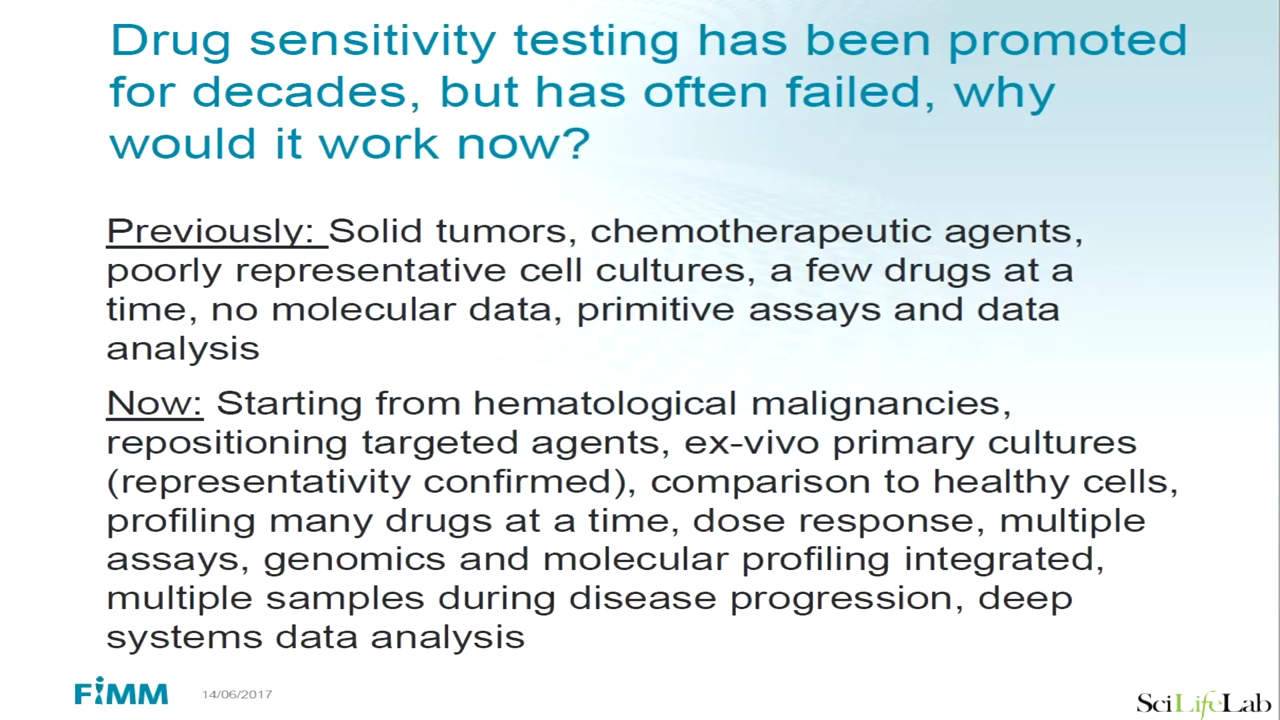 Drug sensitivity testing has been promoted
for decades, but has often failed, why
would it work now?
Previously: Solid tumors, chemotherapeutic agents,
poorly representative cell cultures, a few drugs at a
time, no molecular data, primitive assays and data
analysis
Now: Starting from hematological malignancies,
repositioning targeted agents, ex-vivo primary cultures
(representativity confirmed), comparison to healthy cells,
profiling many drugs at a time, dose response, multiple
assays, genomics and molecular profiling integrated,
multiple samples during disease progression, deep
systems data analysis
FiMM 14/06/2017
SciLifeLab